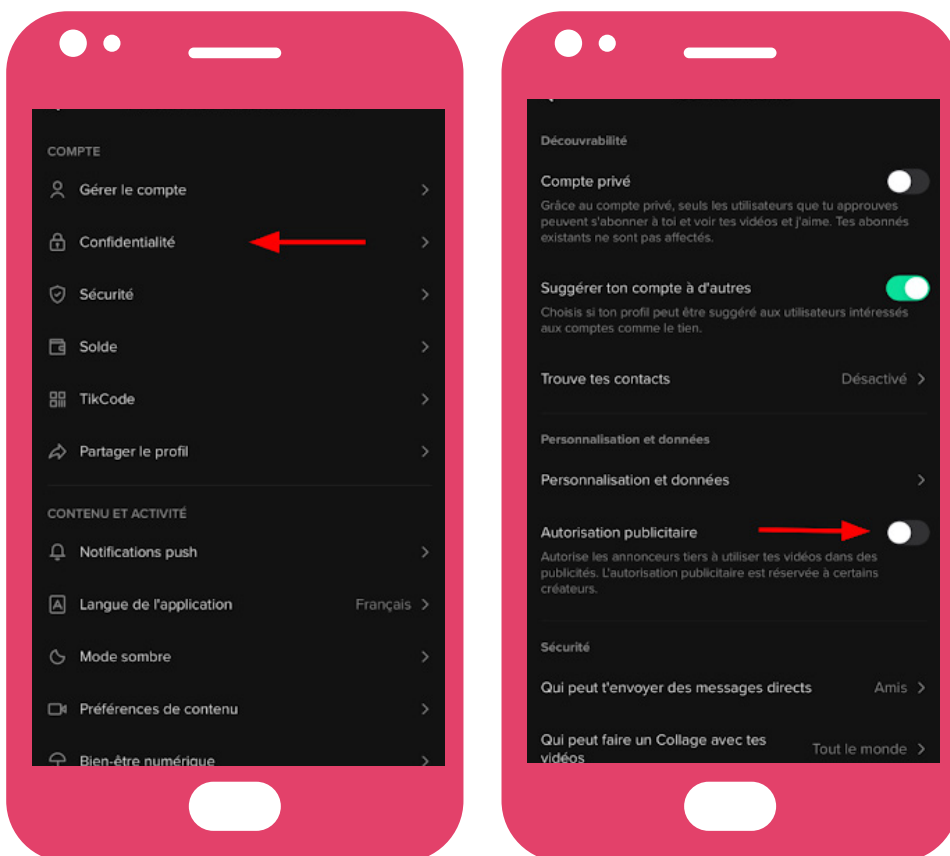 COMPTE
Gérer le compte
Confidentialité
Sécurité
Solde
TikCode
Partager le profil
CONTENU ET ACTIVITÉ
Notifications push
Langue de l'application Français
Mode sombre
Préférences de contenu
Bien-être numérique
Découvrabilité
Compte privé
Grâce au compte privé, seuls les utilisateurs que tu approuves
peuvent s'abonner à toi et voir tes vidéos et j'aime. Tes abonnés
existants ne sont pas affectés.
Suggérer ton compte à d'autres
Choisis si ton profil peut être suggéré aux utilisateurs intéressés
aux comptes comme le tien.
Trouve tes contacts Désactivé
Personnalisation et données
Personnalisation et données
Autorisation publicitaire
Autorise les annonceurs tiers à utiliser tes vidéos dans des
publicités. L'autorisation publicitaire est réservée à certains
créateurs.
Sécurité
Qui peut t'envoyer des messages directs Amis
Qui peut faire un Collage avec tes
vidéos Tout le monde